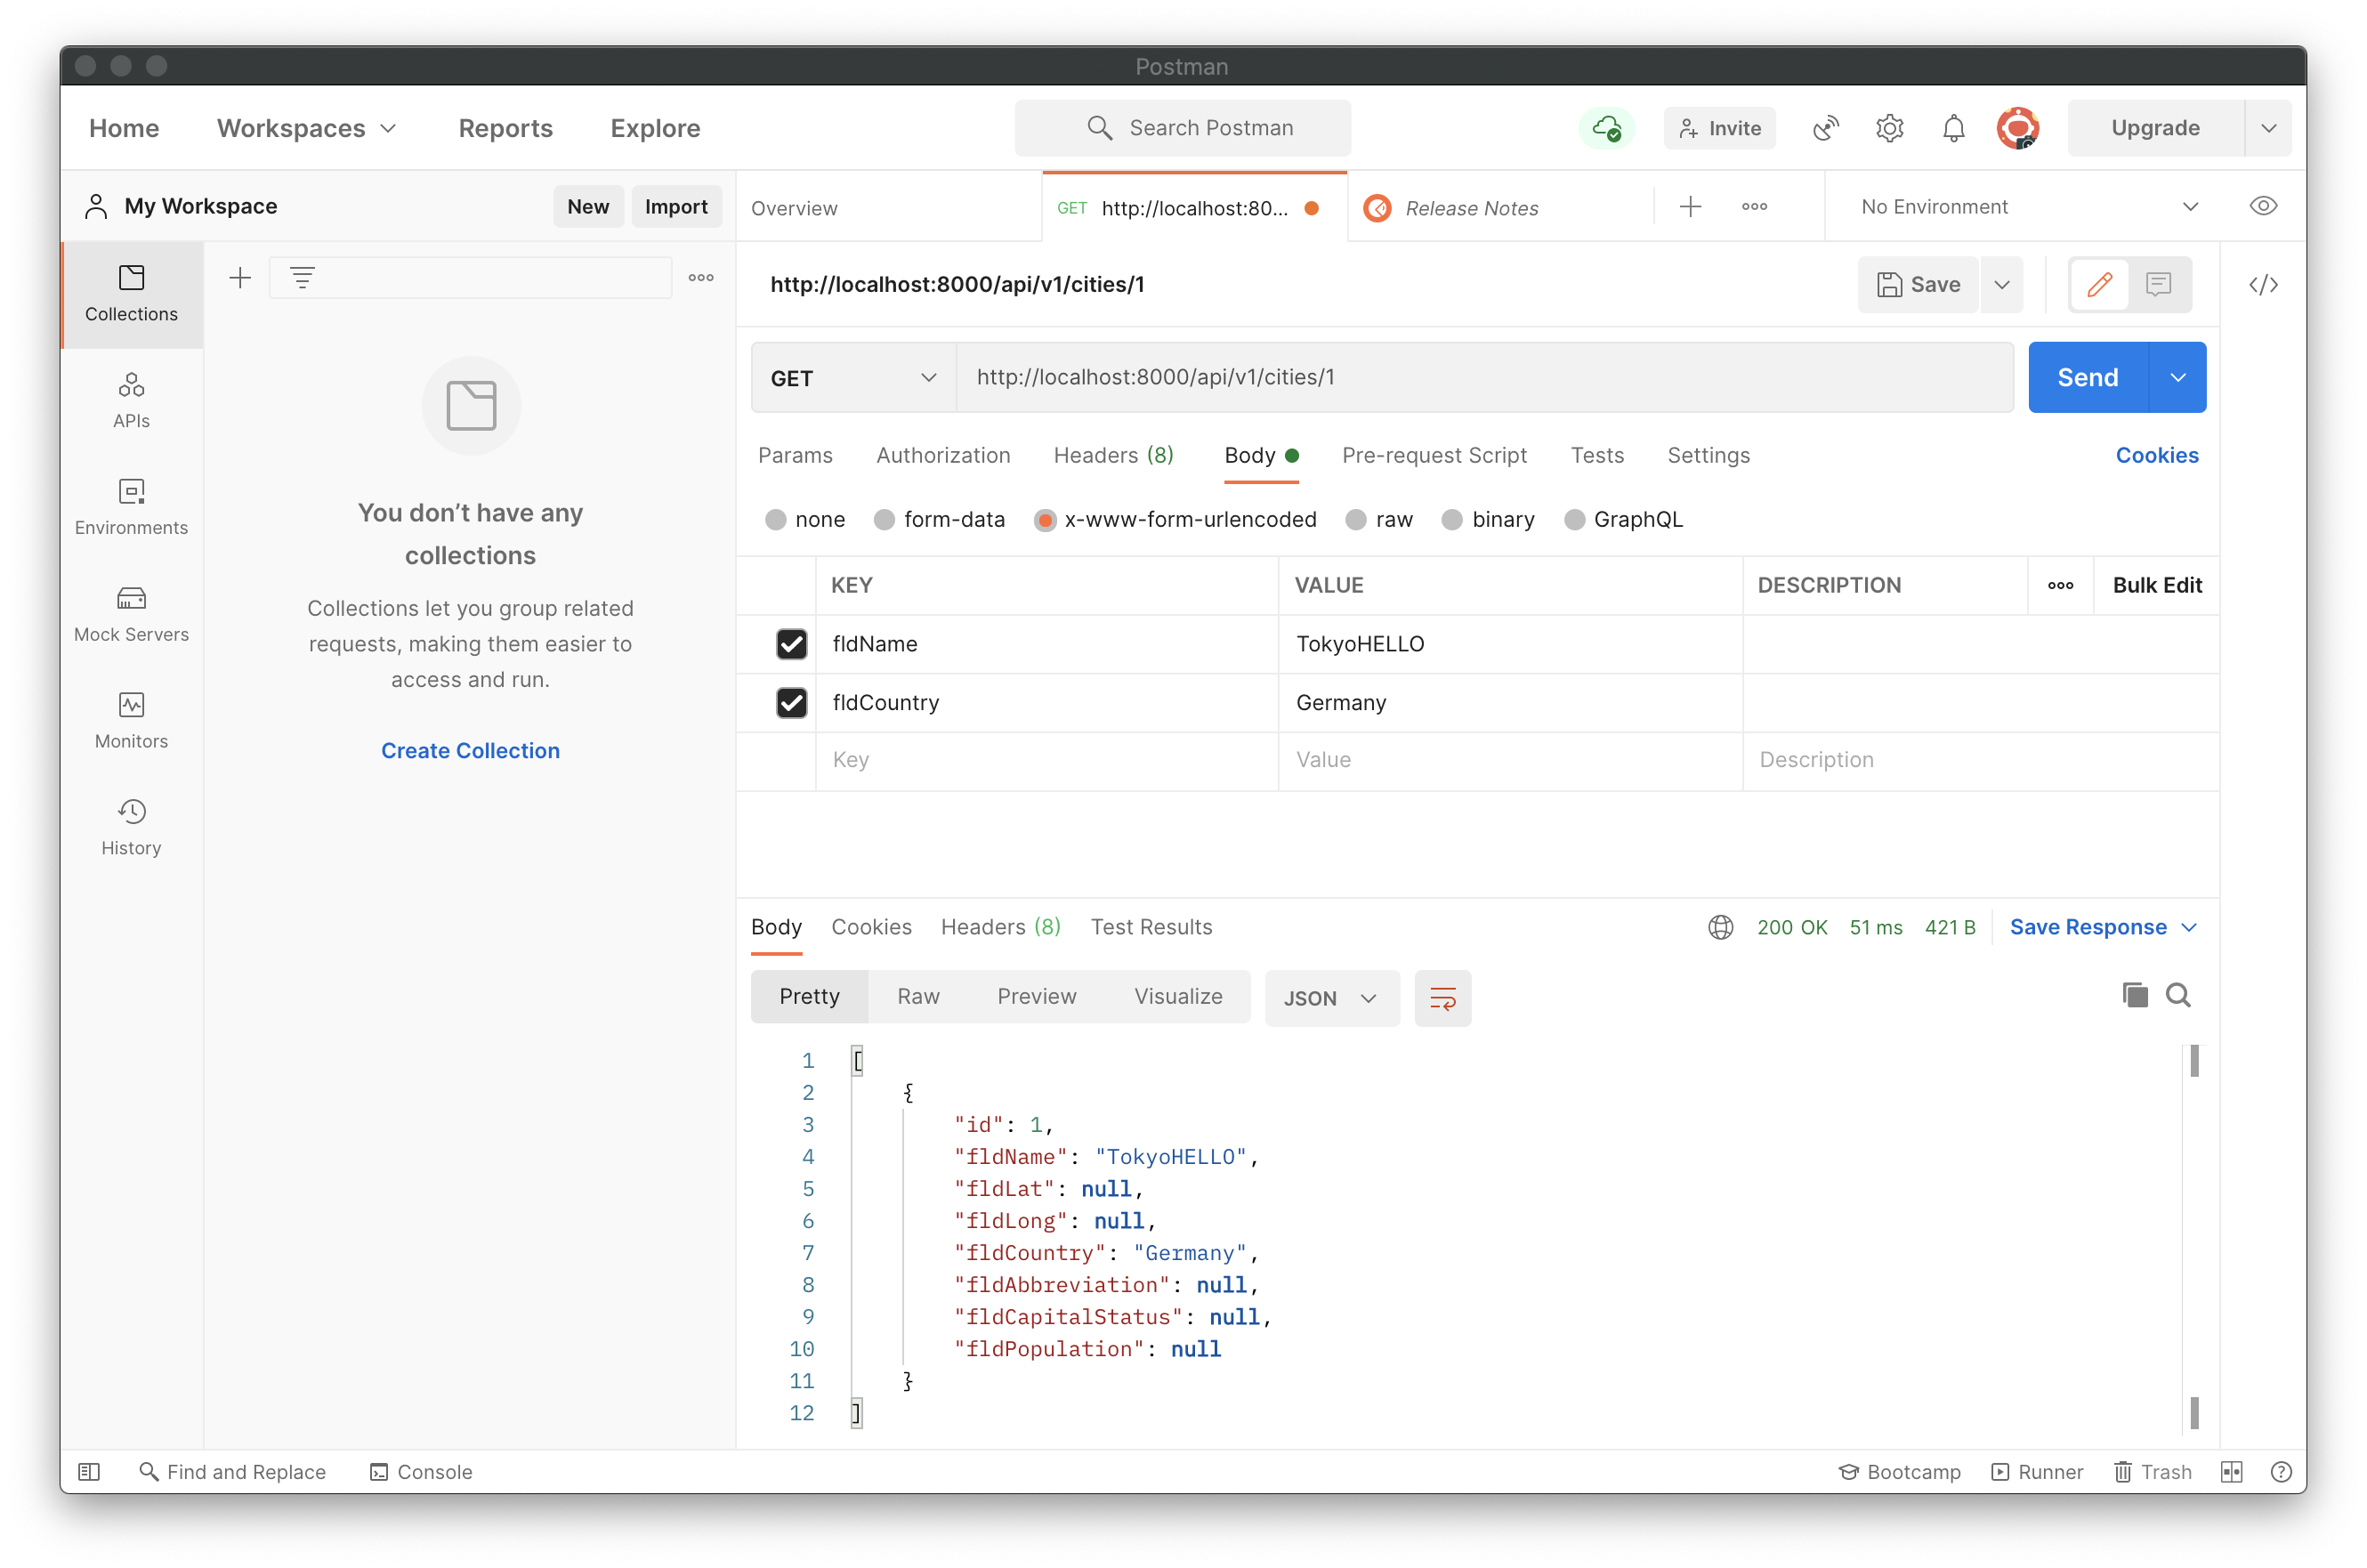 Postman
Home Workspaces Reports Explore Search Postman Invite Upgrade
My Workspace New Import Overview GET http://localhost:80... Release Notes No Environment
Collections
APIs
Environments
Mock Servers
Monitors
History
You don’t have any
collections
Collections let you group related
requests, making them easier to
access and run.
Create Collection
http://localhost:8000/api/v1/cities/1 Save
GET http://localhost:8000/api/v1/cities/1 Send
Params Authorization Headers (8) Body Pre-request Script Tests Settings Cookies
none form-data x-www-form-urlencoded raw binary GraphQL
KEY VALUE DESCRIPTION Bulk Edit
fldName TokyoHELLO
fldCountry Germany
Key Value Description
Body Cookies Headers (8) Test Results 200 OK 51 ms 421 B Save Response
Pretty Raw Preview Visualize JSON
1 [
2 {
3 "id": 1,
4 "fldName": "TokyoHELLO",
5 "fldLat": null,
6 "fldLong": null,
7 "fldCountry": "Germany",
8 "fldAbbreviation": null,
9 "fldCapitalStatus": null,
10 "fldPopulation": null
11 }
12 ]
Find and Replace Console Bootcamp Runner Trash